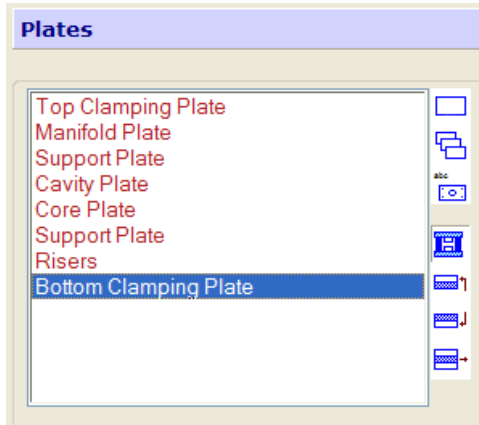 Plates
Top Clamping Plate
Manifold Plate
Support Plate
Cavity Plate
Core Plate
Support Plate
Risers
Bottom Clamping Plate
abc